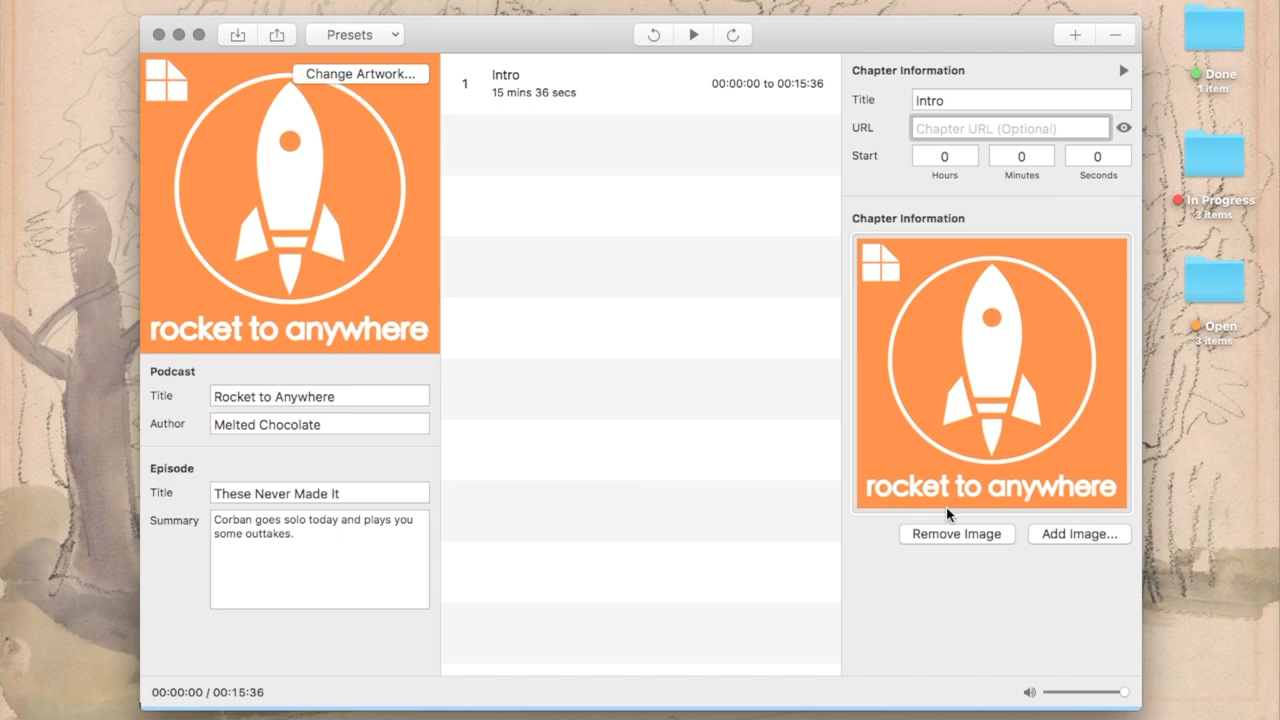 Presets
Change Artwork...
rocket to anywhere
Podcast
Title Rocket to Anywhere
Author Melted Chocolate
Episode
Title These Never Made It
Summary Corban goes solo today and plays you
some outtakes.
00:00:00 / 00:15:36
1 Intro 00:00:00 to 00:15:36
15 mins 36 secs
Chapter Information
Title Intro
URL Chapter URL (Optional)
Start 0 0 0
Hours Minutes Seconds
Chapter Information
rocket to anywhere
Remove Image Add Image...
Done
1 item
In Progress
3 items
Open
3 items